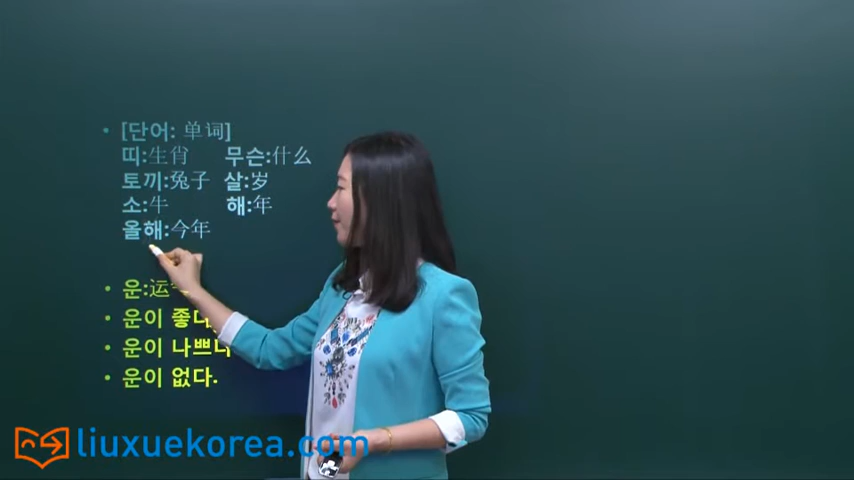 • [단어: 单词]
띠:生肖 무슨:什么
토끼:兔子 살:岁
소:牛 해:年
올해:今年
• 운:运
• 운이 좋다
• 운이 나쁘다
• 운이 없다.
liuxuekorea.com